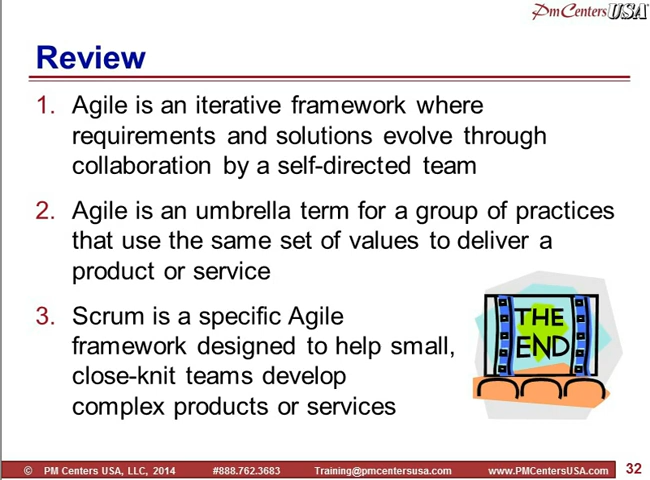 PmCenters USA
Review
1. Agile is an iterative framework where
requirements and solutions evolve through
collaboration by a self-directed team
2. Agile is an umbrella term for a group of practices
that use the same set of values to deliver a
product or service
3. Scrum is a specific Agile
framework designed to help small,
close-knit teams develop
complex products or services
THE
END
© PM Centers USA, LLC, 2014 #888.762.3683 Training@pmcentersusa.com www.PMCentersUSA.com 32